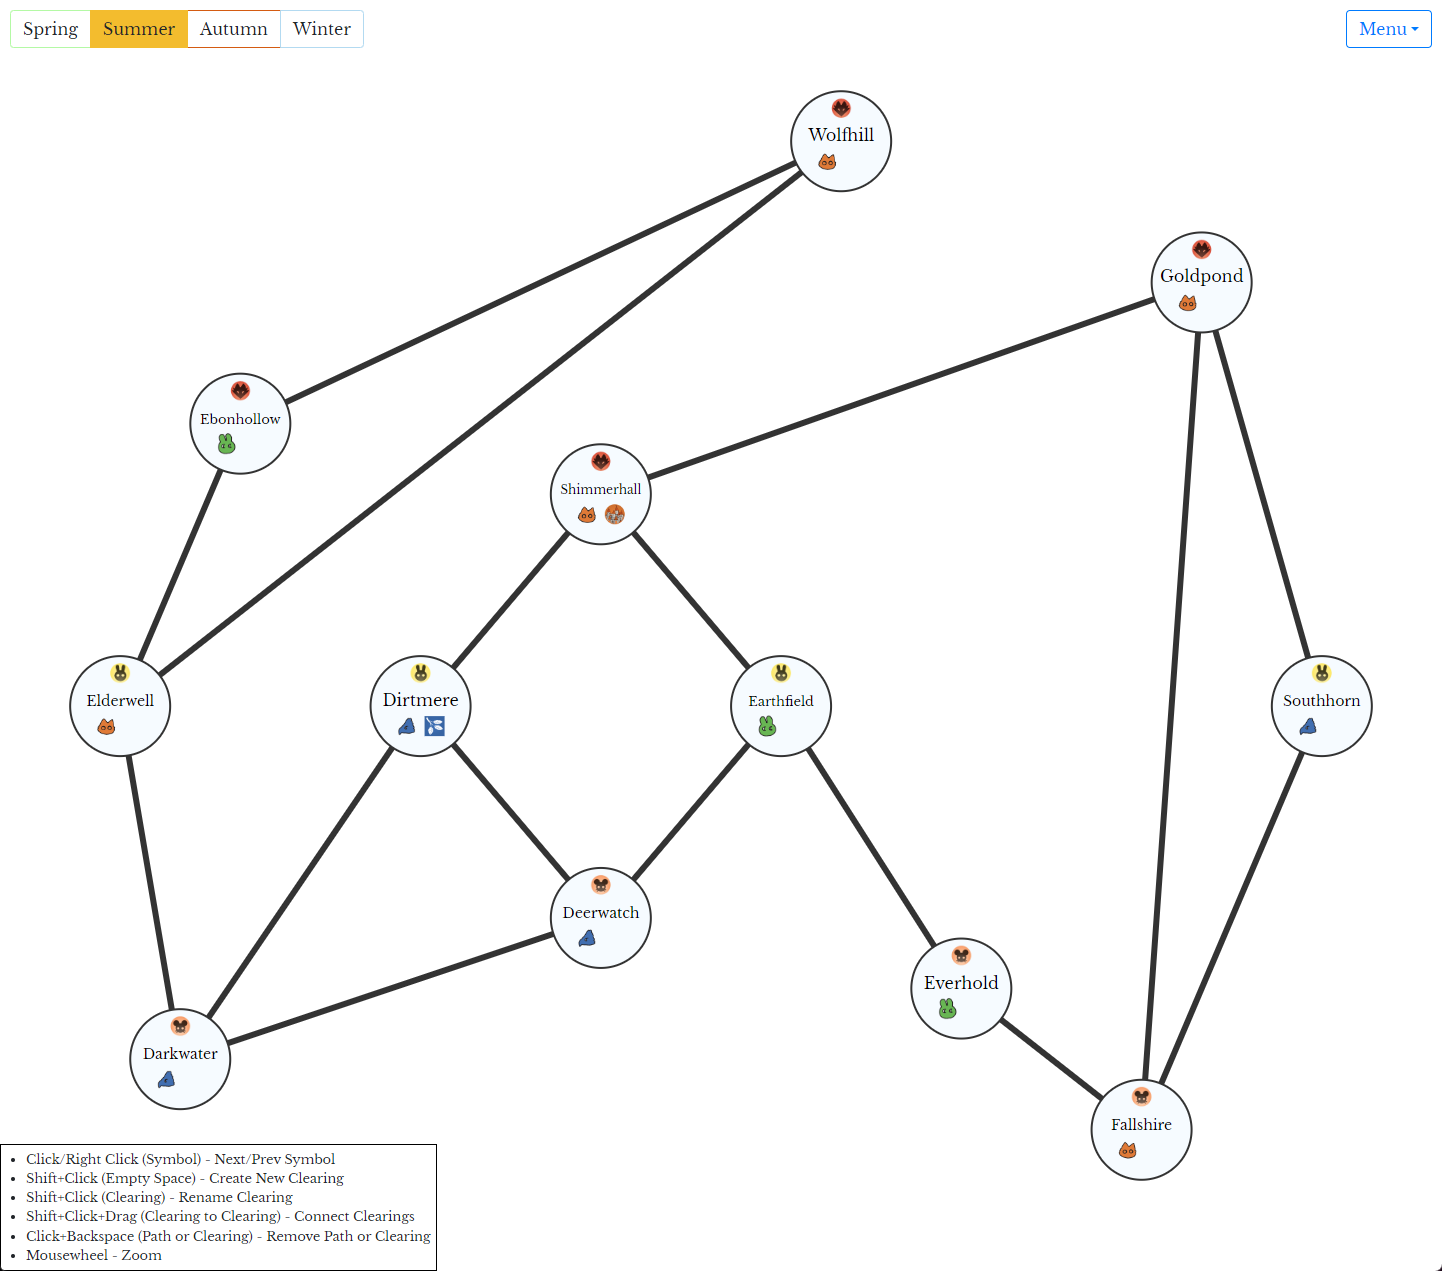 Spring Summer Autumn Winter Menu
Wolfhill
Goldpond
Ebonhollow
Shimmerhall
Elderwell
Dirtmere
Earthfield
Southhorn
Deerwatch
Everhold
Darkwater
Fallshire
• Click/Right Click (Symbol) - Next/Prev Symbol
• Shift+Click (Empty Space) - Create New Clearing
• Shift+Click (Clearing) - Rename Clearing
• Shift+Click+Drag (Clearing to Clearing) - Connect Clearings
• Click+Backspace (Path or Clearing) - Remove Path or Clearing
• Mousewheel - Zoom